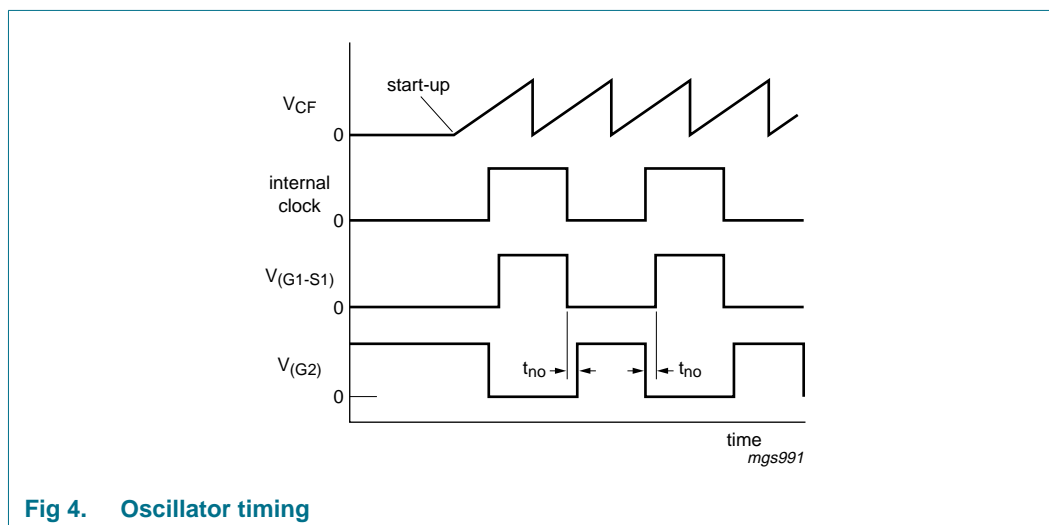 start-up
VCF
0
internal
clock
0
V(G1-S1)
0
V(G2)
tno
tno
0
time
mgs991
Fig 4. Oscillator timing